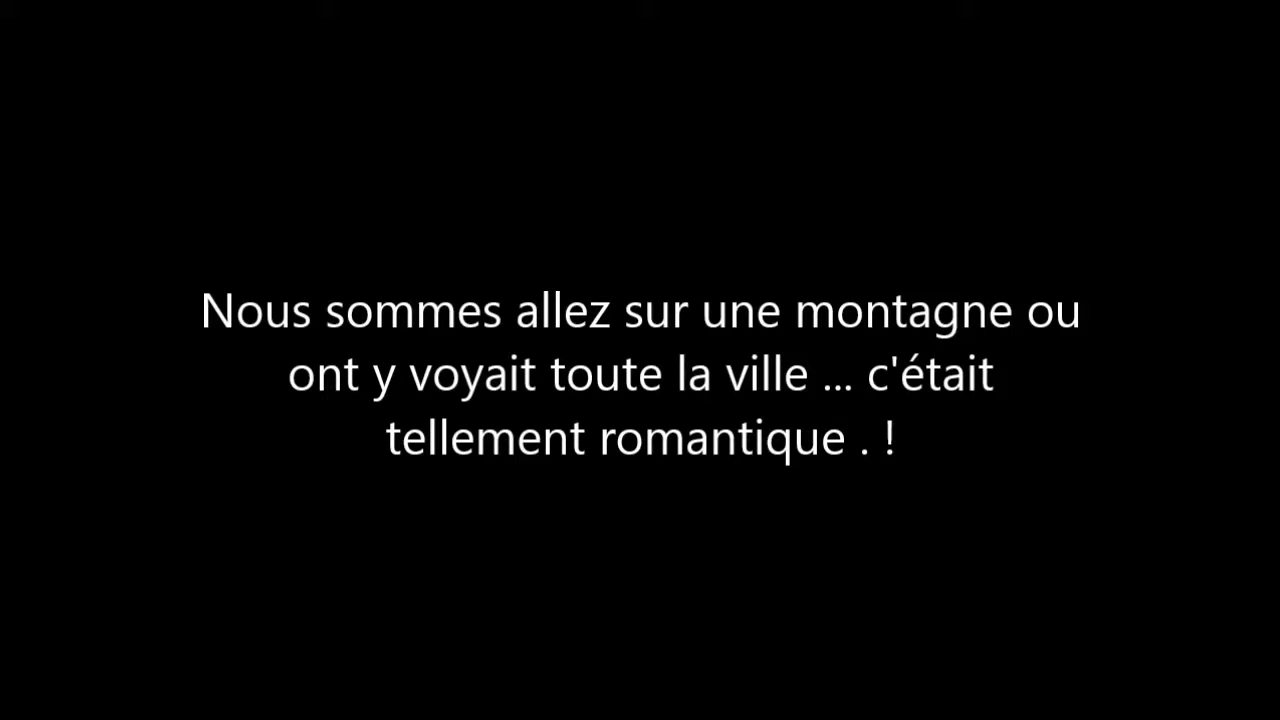 Nous sommes allez sur une montagne ou
ont y voyait toute la ville ... c'était
tellement romantique . !